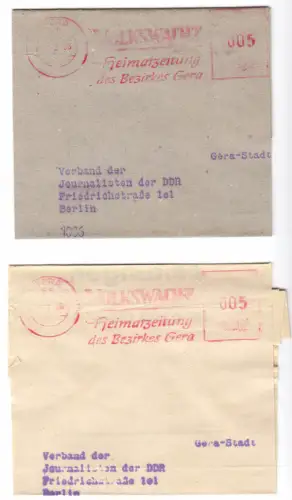 VOLKSWACHT
005
Heimatzeitung
des Bezirkes Gera
Gera-Stadt
Verband der
Journalisten der DDR
Friedrichstraße 101
Berlin
1086
VOLKSWACHT
005
Heimatzeitung
des Bezirkes Gera
Gera-Stadt
Verband der
Journalisten der DDR
Friedrichstraße 101
Berlin